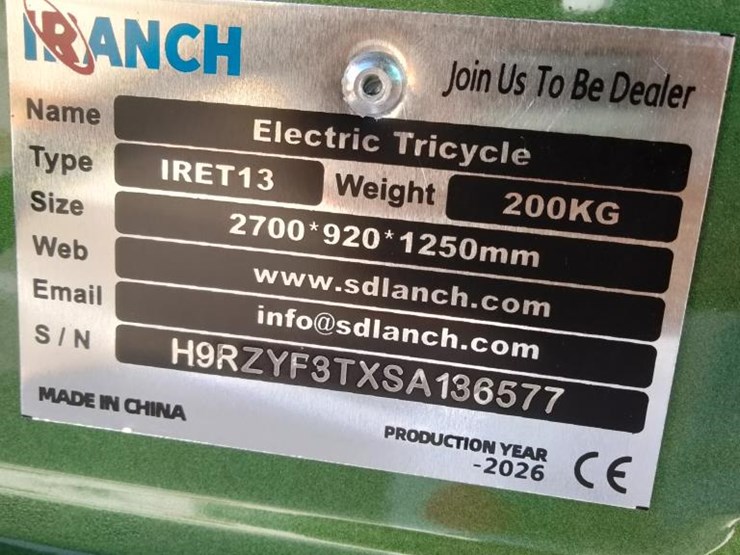 IRANCH
Join Us To Be Dealer
Name Electric Tricycle
Type IRET13 Weight 200KG
Size 2700*920*1250mm
Web www.sdlanch.com
Email info@sdlanch.com
S/N H9RZYF3TXSA136577
MADE IN CHINA
PRODUCTION YEAR
-2026
CE